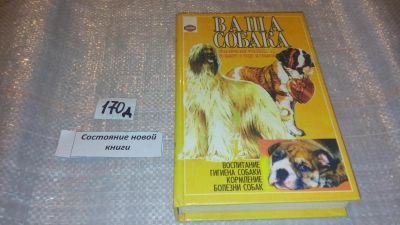 ВАША
СОБАКА
170д
Состояние новой
книги
ВОСПИТАНИЕ,
ГИГИЕНА СОБАКИ,
КОРМЛЕНИЕ,
БОЛЕЗНИ СОБАК